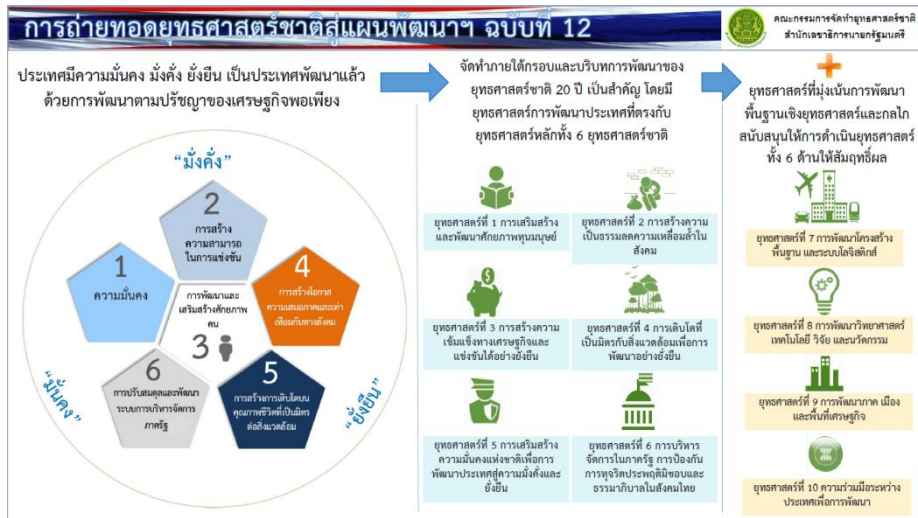 การถ่ายทอดยุทธศาสตร์ชาติสู่แผนพัฒนาฯ ฉบับที่ 12
คณะกรรมการจัดทำยุทธศาสตร์ชาติ
สำนักเลขาธิการนายกรัฐมนตรี
ประเทศมีความมั่นคง มั่งคั่ง ยั่งยืน เป็นประเทศพัฒนาแล้ว
ด้วยการพัฒนาตามปรัชญาของเศรษฐกิจพอเพียง
“มั่งคั่ง”
2
การสร้าง
ความสามารถ
ในการแข่งขัน
1
ความมั่นคง
4
การสร้างโอกาส
ความเสมอภาคและเท่า
เทียมกันทางสังคม
การพัฒนาและ
เสริมสร้างศักยภาพ
คน
3
6
การปรับสมดุลและพัฒนา
ระบบการบริหารจัดการ
ภาครัฐ
5
การสร้างการเติบโตบน
คุณภาพชีวิตที่เป็นมิตร
ต่อสิ่งแวดล้อม
“มั่นคง”
“ยั่งยืน”
จัดทำภายใต้กรอบและบริบทการพัฒนาของ
ยุทธศาสตร์ชาติ 20 ปี เป็นสำคัญ โดยมี
ยุทธศาสตร์การพัฒนาประเทศที่ตรงกับ
ยุทธศาสตร์หลักทั้ง 6 ยุทธศาสตร์ชาติ
ยุทธศาสตร์ที่ 1 การเสริมสร้าง
และพัฒนาศักยภาพทุนมนุษย์
ยุทธศาสตร์ที่ 2 การสร้างความ
เป็นธรรมลดความเหลื่อมล้ำใน
สังคม
ยุทธศาสตร์ที่ 3 การสร้างความ
เข้มแข็งทางเศรษฐกิจและ
แข่งขันได้อย่างยั่งยืน
ยุทธศาสตร์ที่ 4 การเติบโตที่
เป็นมิตรกับสิ่งแวดล้อมเพื่อการ
พัฒนาอย่างยั่งยืน
ยุทธศาสตร์ที่ 5 การเสริมสร้าง
ความมั่นคงแห่งชาติเพื่อการ
พัฒนาประเทศสู่ความมั่งคั่งและ
ยั่งยืน
ยุทธศาสตร์ที่ 6 การบริหาร
จัดการในภาครัฐ การป้องกัน
การทุจริตประพฤติมิชอบและ
ธรรมาภิบาลในสังคมไทย
ยุทธศาสตร์ที่มุ่งเน้นการพัฒนา
พื้นฐานเชิงยุทธศาสตร์และกลไก
สนับสนุนให้การดำเนินยุทธศาสตร์
ทั้ง 6 ด้านให้สัมฤทธิ์ผล
ยุทธศาสตร์ที่ 7 การพัฒนาโครงสร้าง
พื้นฐาน และระบบโลจิสติกส์
ยุทธศาสตร์ที่ 8 การพัฒนาวิทยาศาสตร์
เทคโนโลยี วิจัย และนวัตกรรม
ยุทธศาสตร์ที่ 9 การพัฒนาภาค เมือง
และพื้นที่เศรษฐกิจ
ยุทธศาสตร์ที่ 10 ความร่วมมือระหว่าง
ประเทศเพื่อการพัฒนา